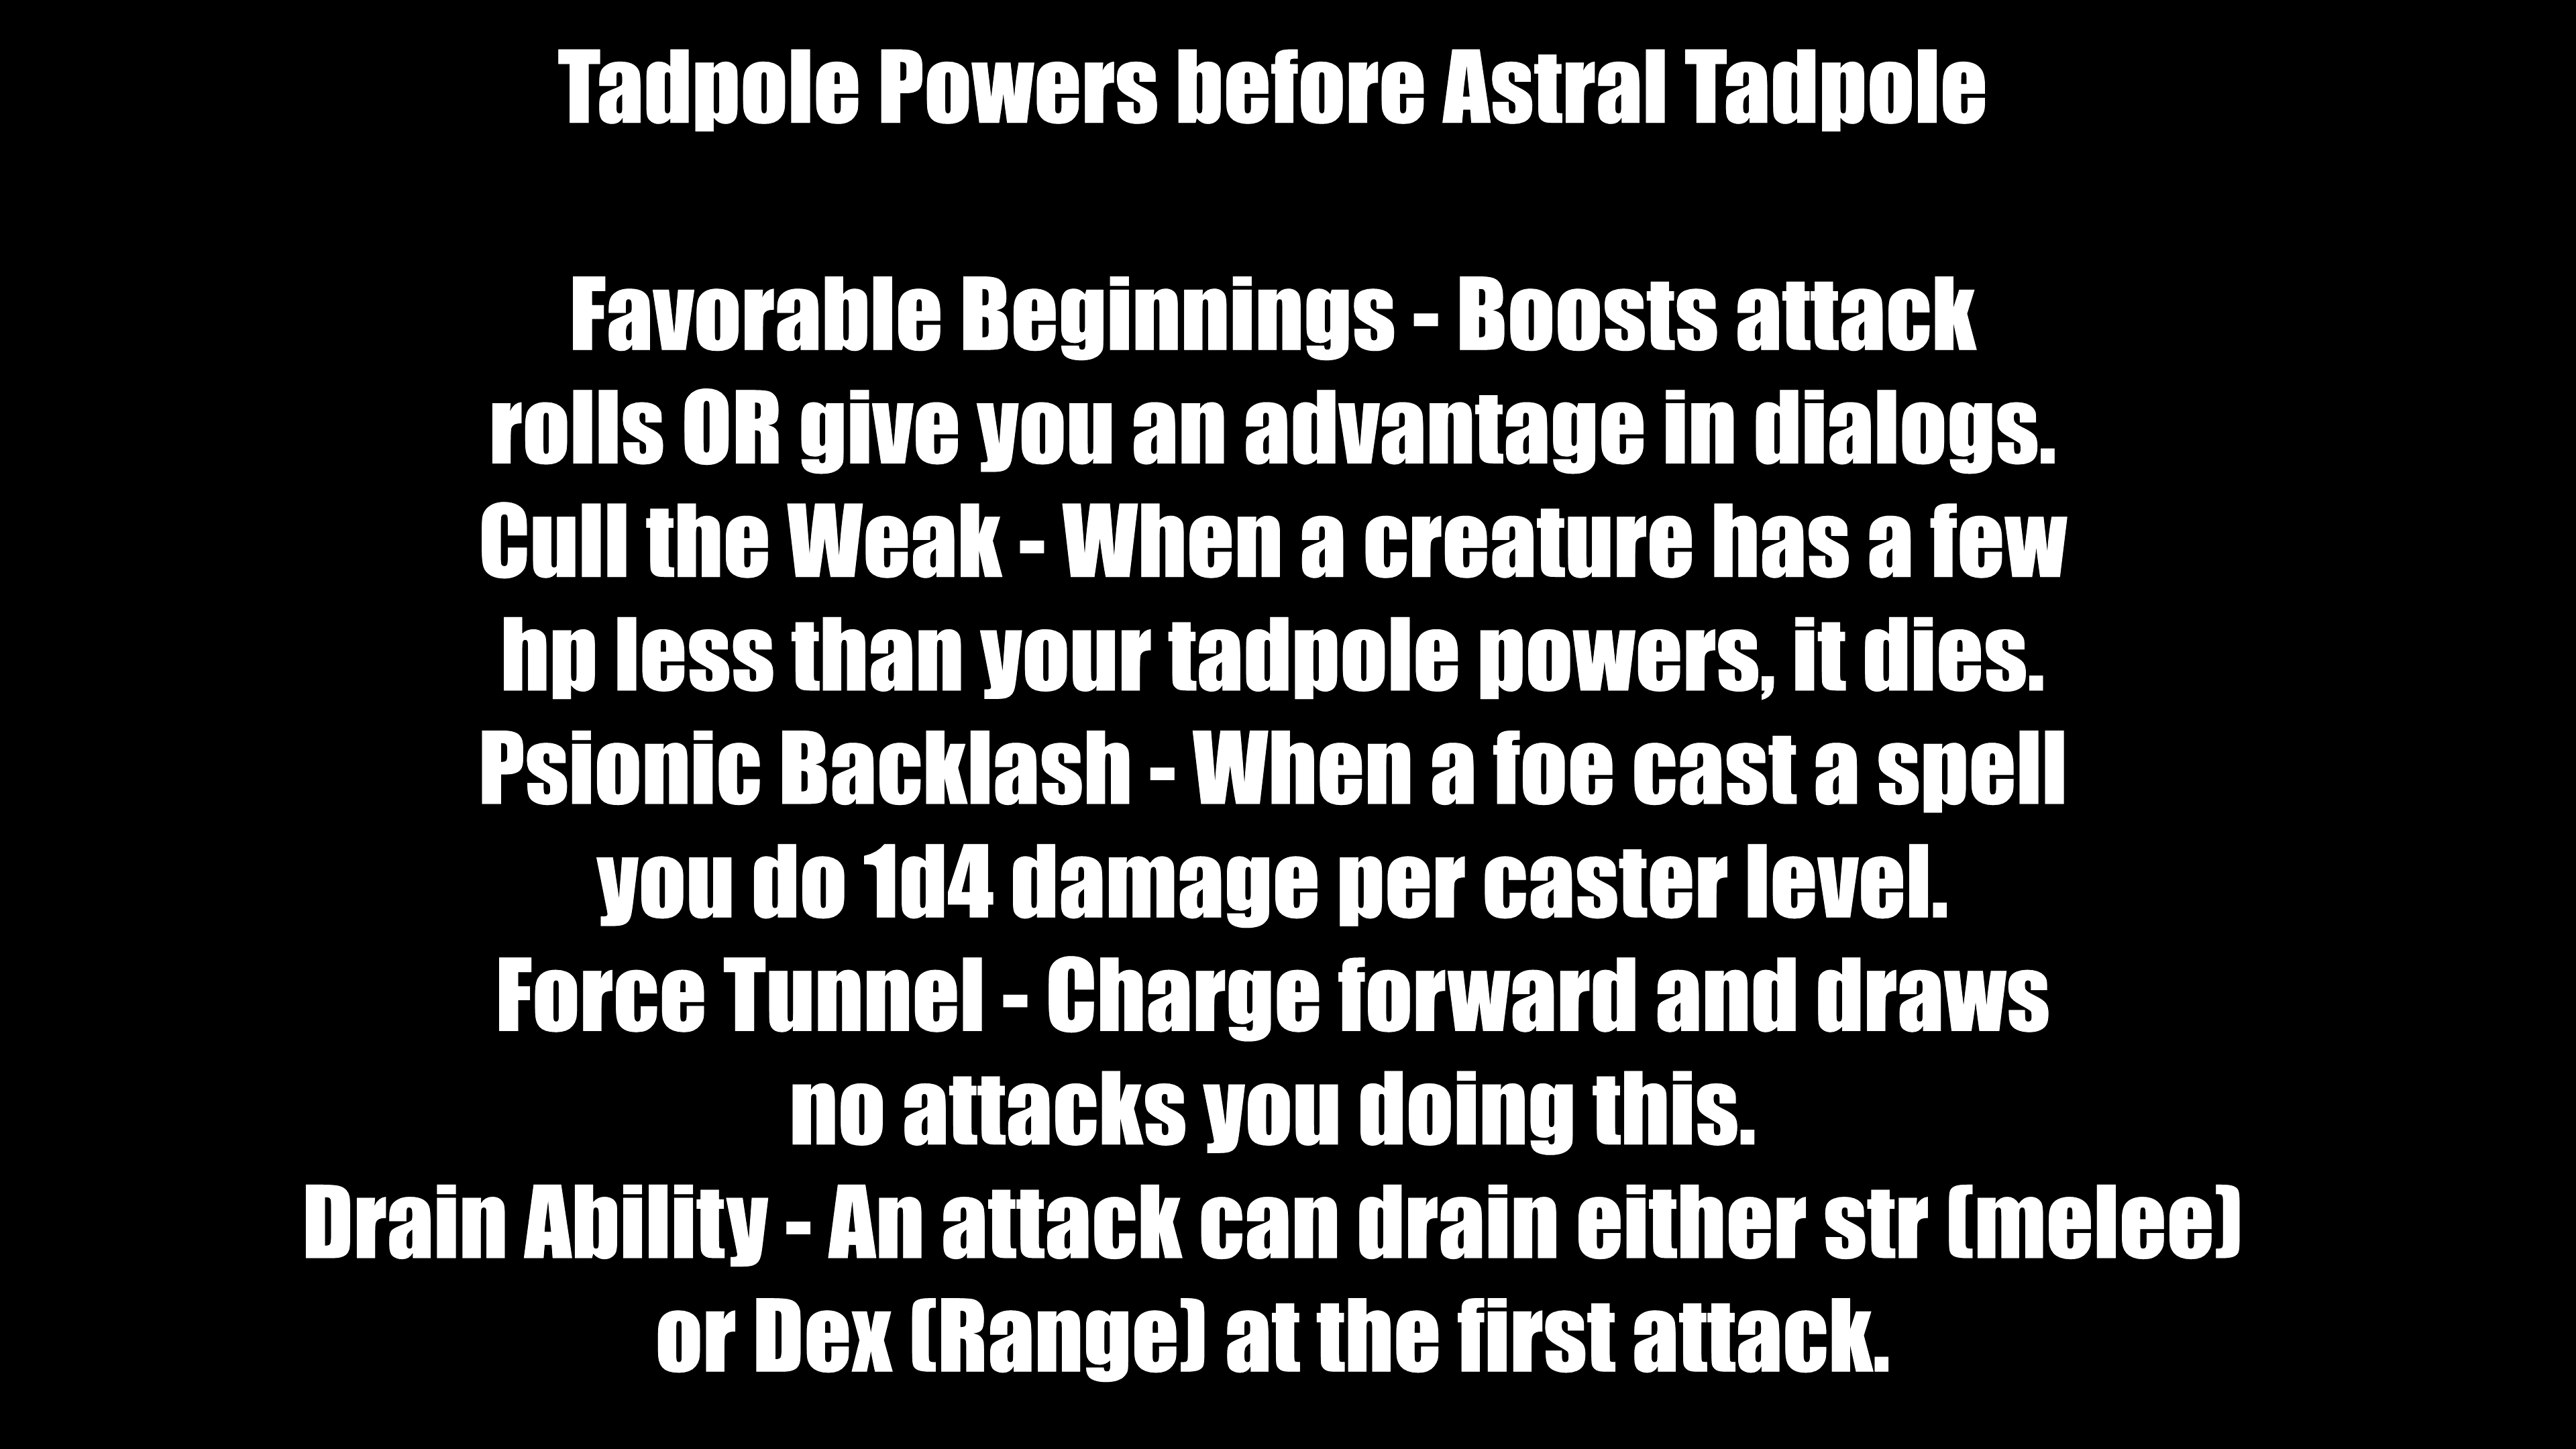 Tadpole Powers before Astral Tadpole
Favorable Beginnings - Boosts attack
rolls OR give you an advantage in dialogs.
Cull the Weak - When a creature has a few
hp less than your tadpole powers, it dies.
Psionic Backlash - When a foe cast a spell
you do 1d4 damage per caster level.
Force Tunnel - Charge forward and draws
no attacks you doing this.
Drain Ability - An attack can drain either str (melee)
or Dex (Range) at the first attack.